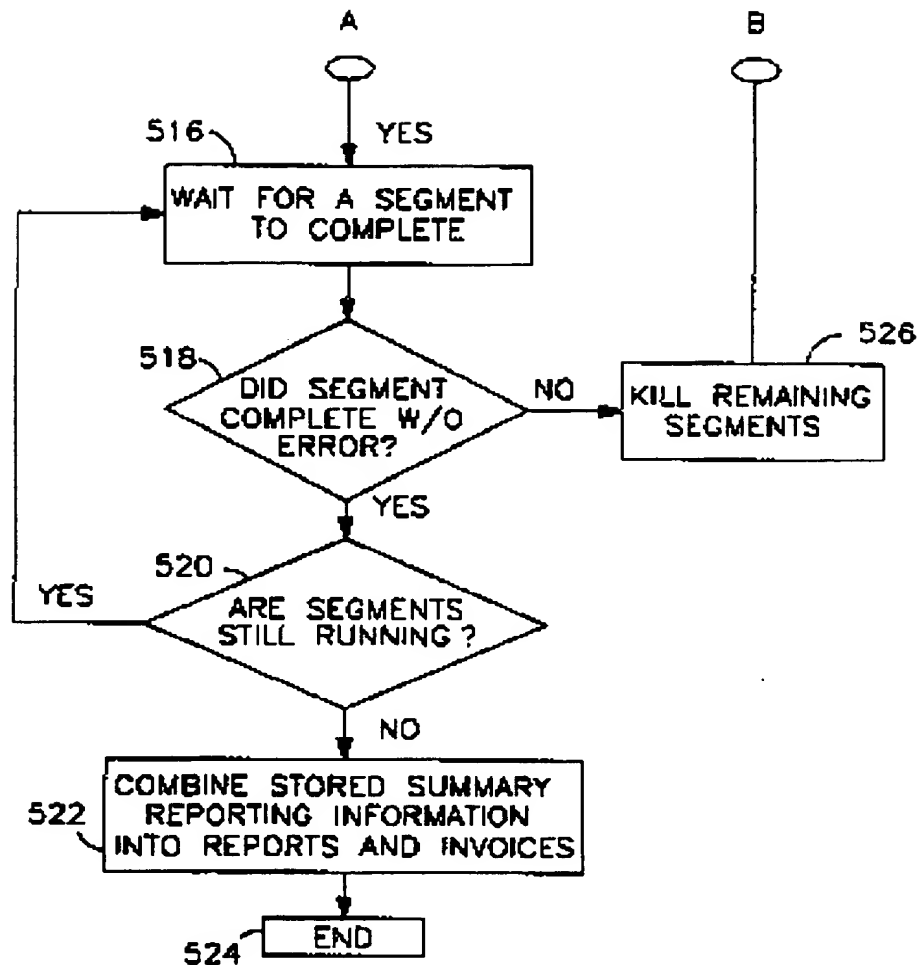 A
B
YES
516
WAIT FOR A SEGMENT
TO COMPLETE
518
DID SEGMENT
COMPLETE W/O
ERROR?
NO
526
KILL REMAINING
SEGMENTS
YES
520
ARE SEGMENTS
STILL RUNNING?
YES
NO
522
COMBINE STORED SUMMARY
REPORTING INFORMATION
INTO REPORTS AND INVOICES
524
END